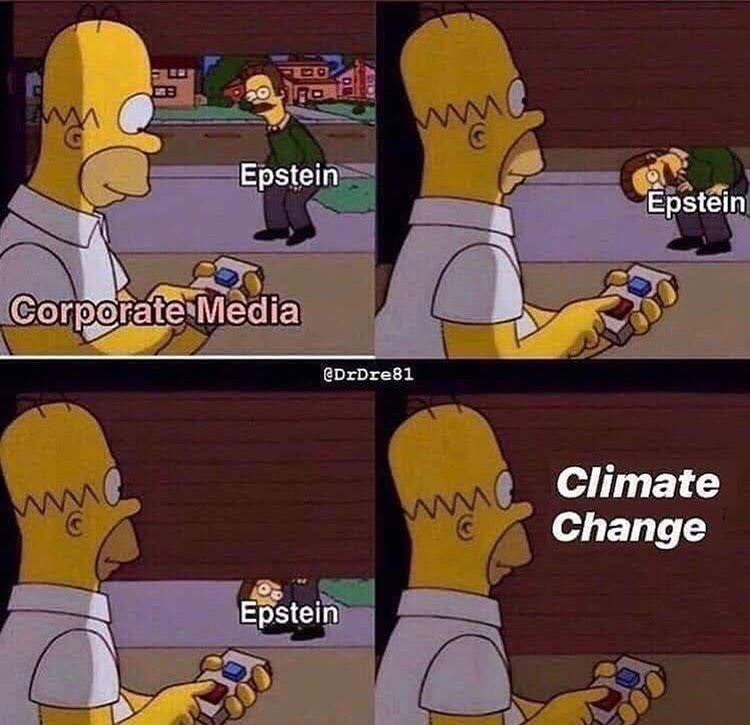 Epstein
Corporate Media
Epstein
@DrDre81
Epstein
Climate
Change